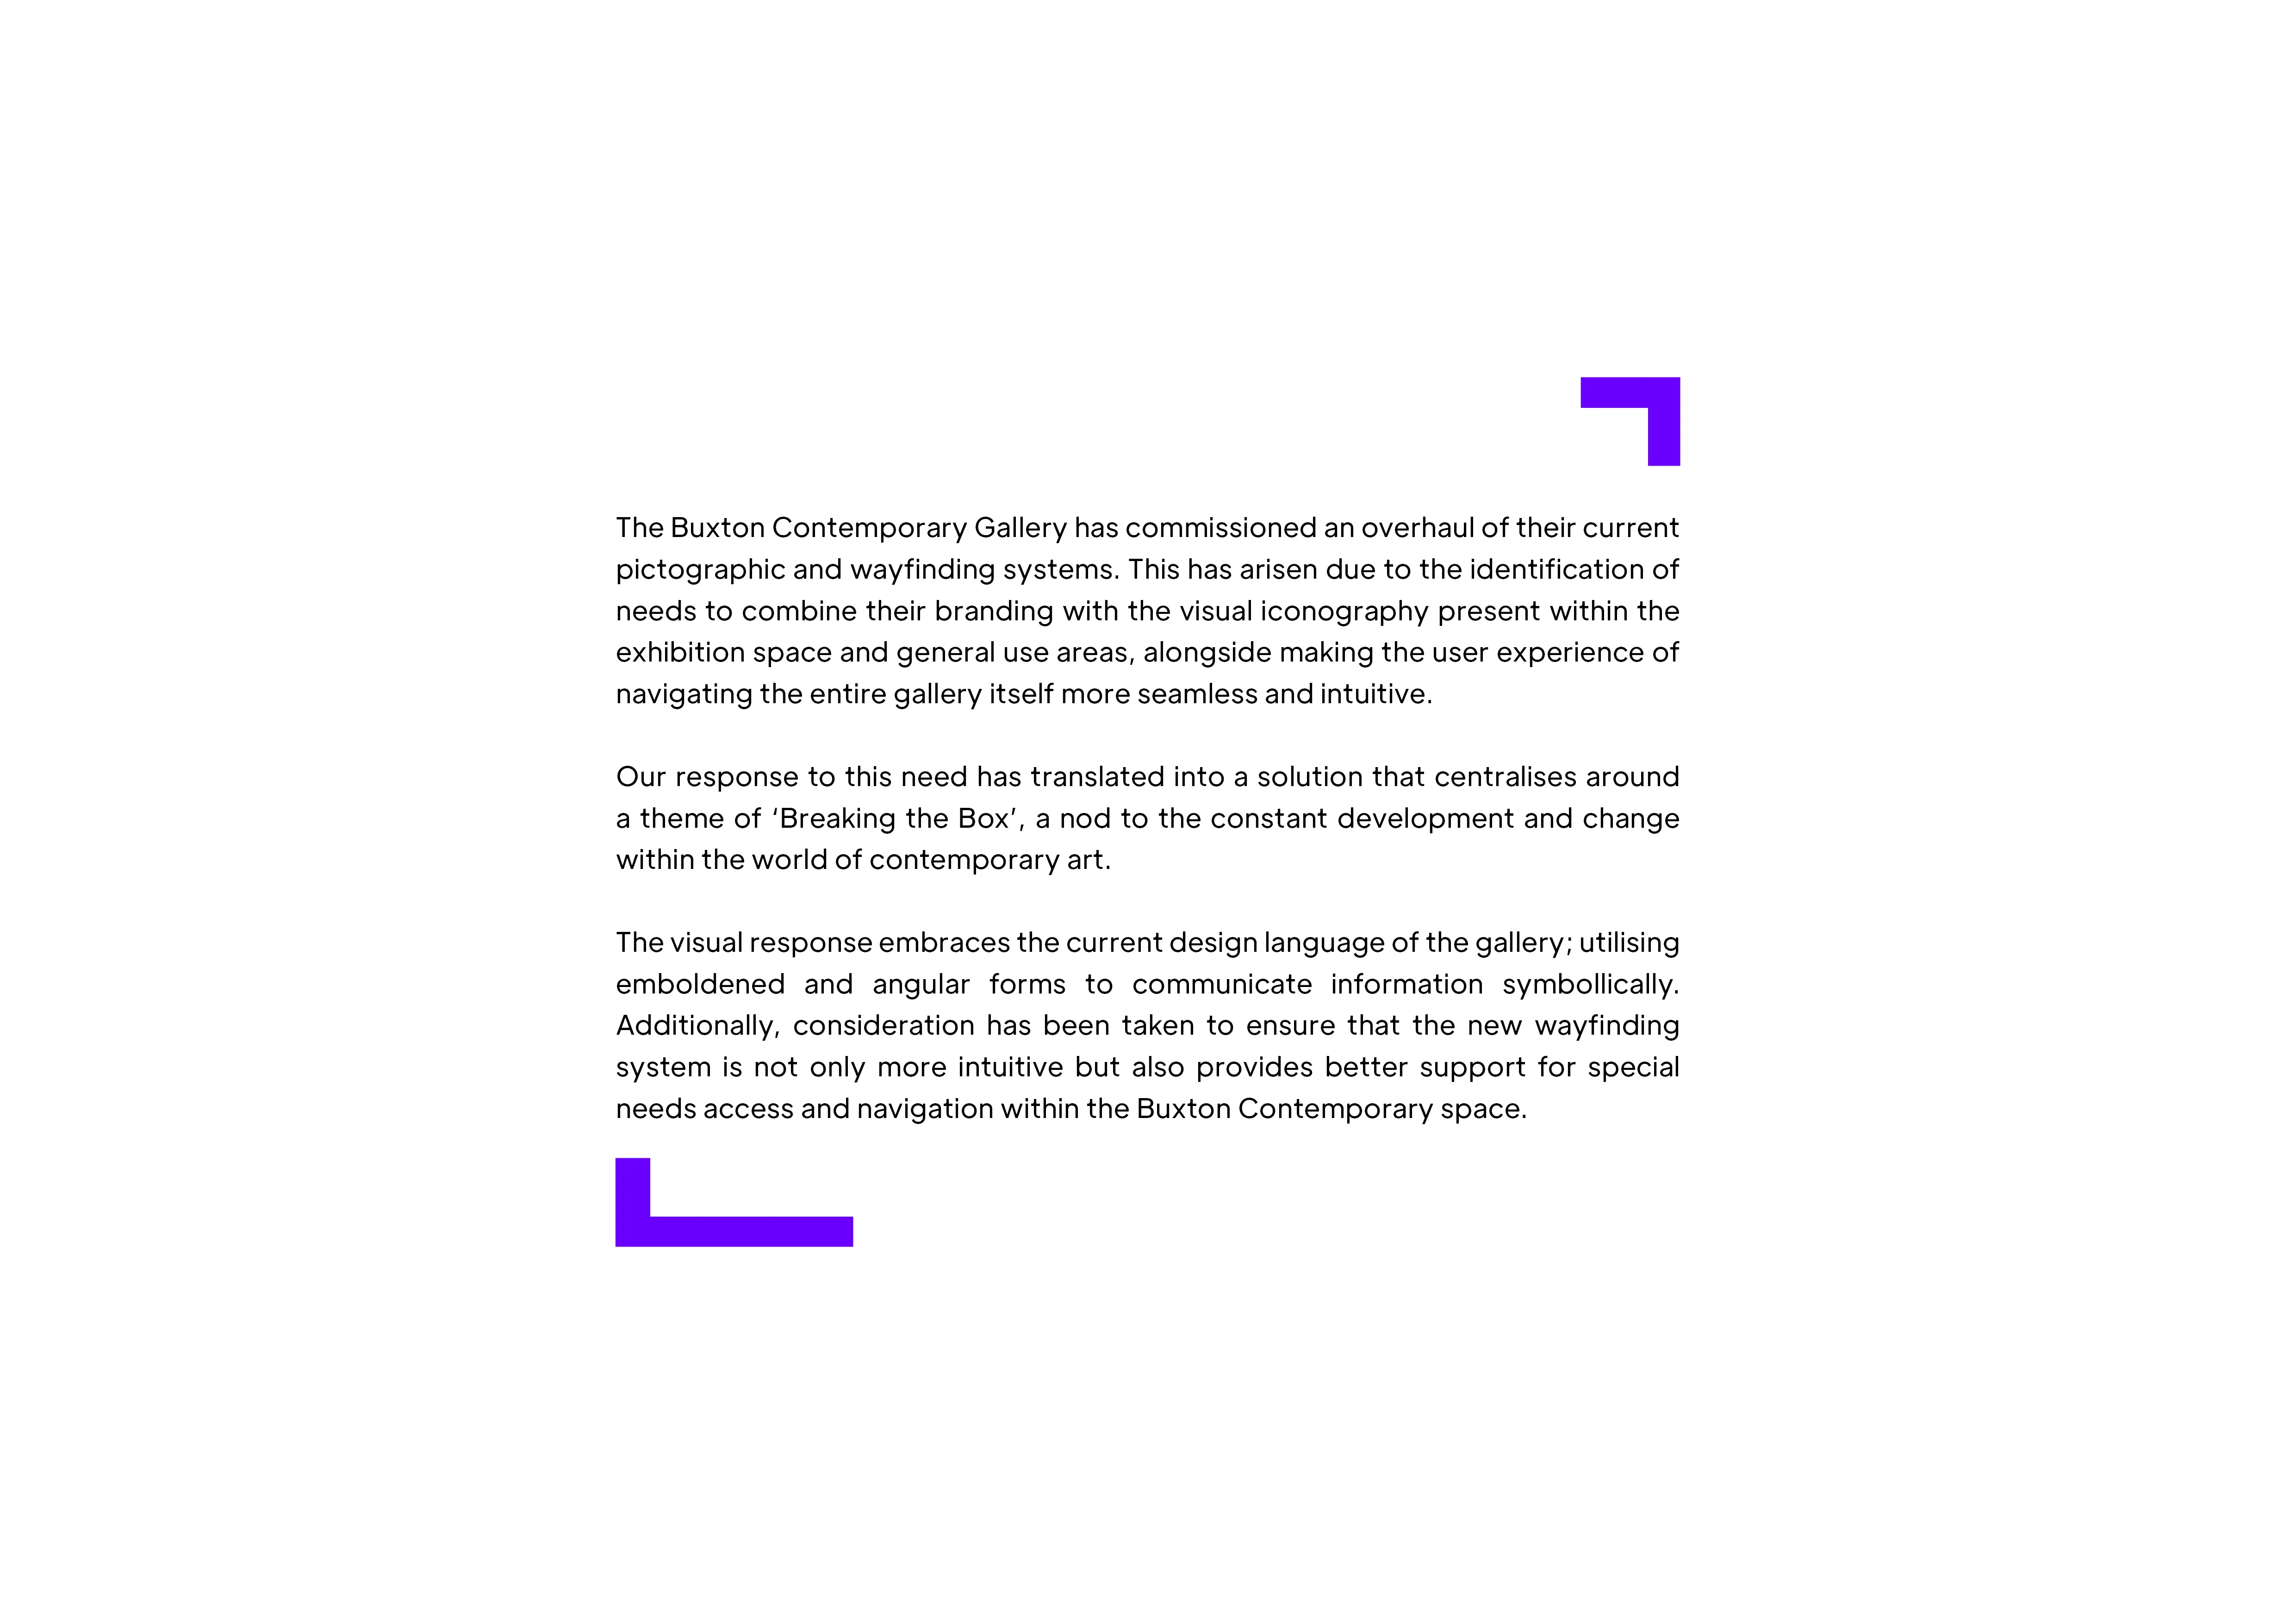 The Buxton Contemporary Gallery has commissioned an overhaul of their current
pictographic and wayfinding systems. This has arisen due to the identification of
needs to combine their branding with the visual iconography present within the
exhibition space and general use areas, alongside making the user experience of
navigating the entire gallery itself more seamless and intuitive.
Our response to this need has translated into a solution that centralises around
a theme of ‘Breaking the Box’, a nod to the constant development and change
within the world of contemporary art.
The visual response embraces the current design language of the gallery; utilising
emboldened and angular forms to communicate information symbollically.
Additionally, consideration has been taken to ensure that the new wayfinding
system is not only more intuitive but also provides better support for special
needs access and navigation within the Buxton Contemporary space.